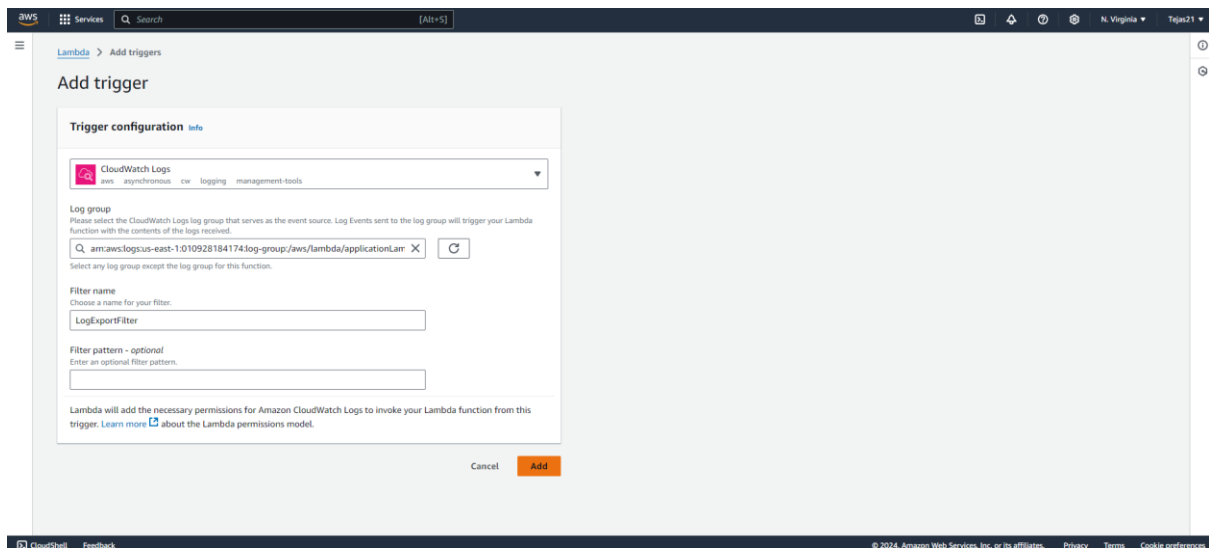 aws Services Search [Alt+S] N. Virginia Tejas21
Lambda > Add triggers
Add trigger
Trigger configuration Info
CloudWatch Logs
aws asynchronous cw logging management-tools
Log group
Please select the CloudWatch Logs log group that serves as the event source. Log Events sent to the log group will trigger your Lambda
function with the contents of the logs received.
arn:aws:logs:us-east-1:010928184174:log-group:/aws/lambda/applicationLam
Select any log group except the log group for this function.
Filter name
Choose a name for your filter.
LogExportFilter
Filter pattern - optional
Enter an optional filter pattern.
Lambda will add the necessary permissions for Amazon CloudWatch Logs to invoke your Lambda function from this
trigger. Learn more about the Lambda permissions model.
Cancel Add
CloudShell Feedback © 2024, Amazon Web Services, Inc. or its affiliates. Privacy Terms Cookie preferences